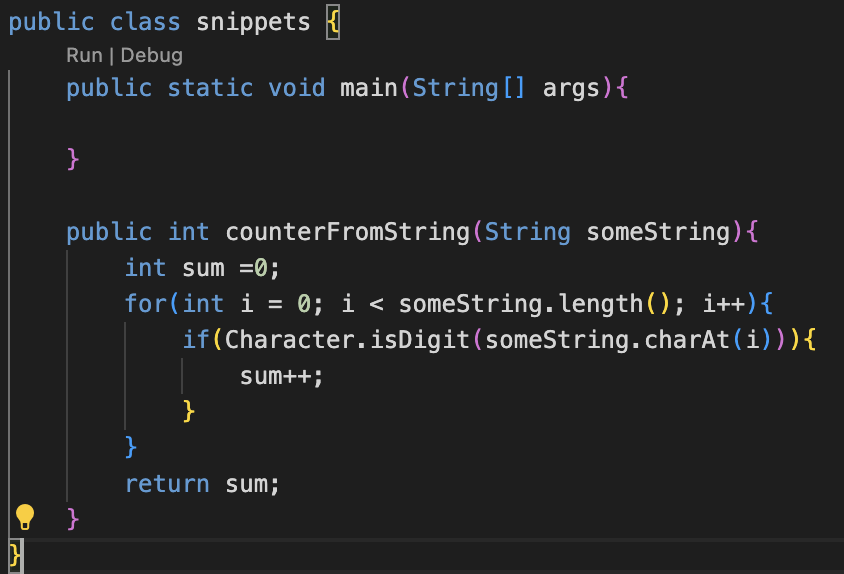 public class snippets {
Run | Debug
public static void main(String[] args){
}
public int counterFromString(String someString){
int sum =0;
for(int i = 0; i < someString.length(); i++){
if(Character.isDigit(someString.charAt(i))){
sum++;
}
}
return sum;
}
}